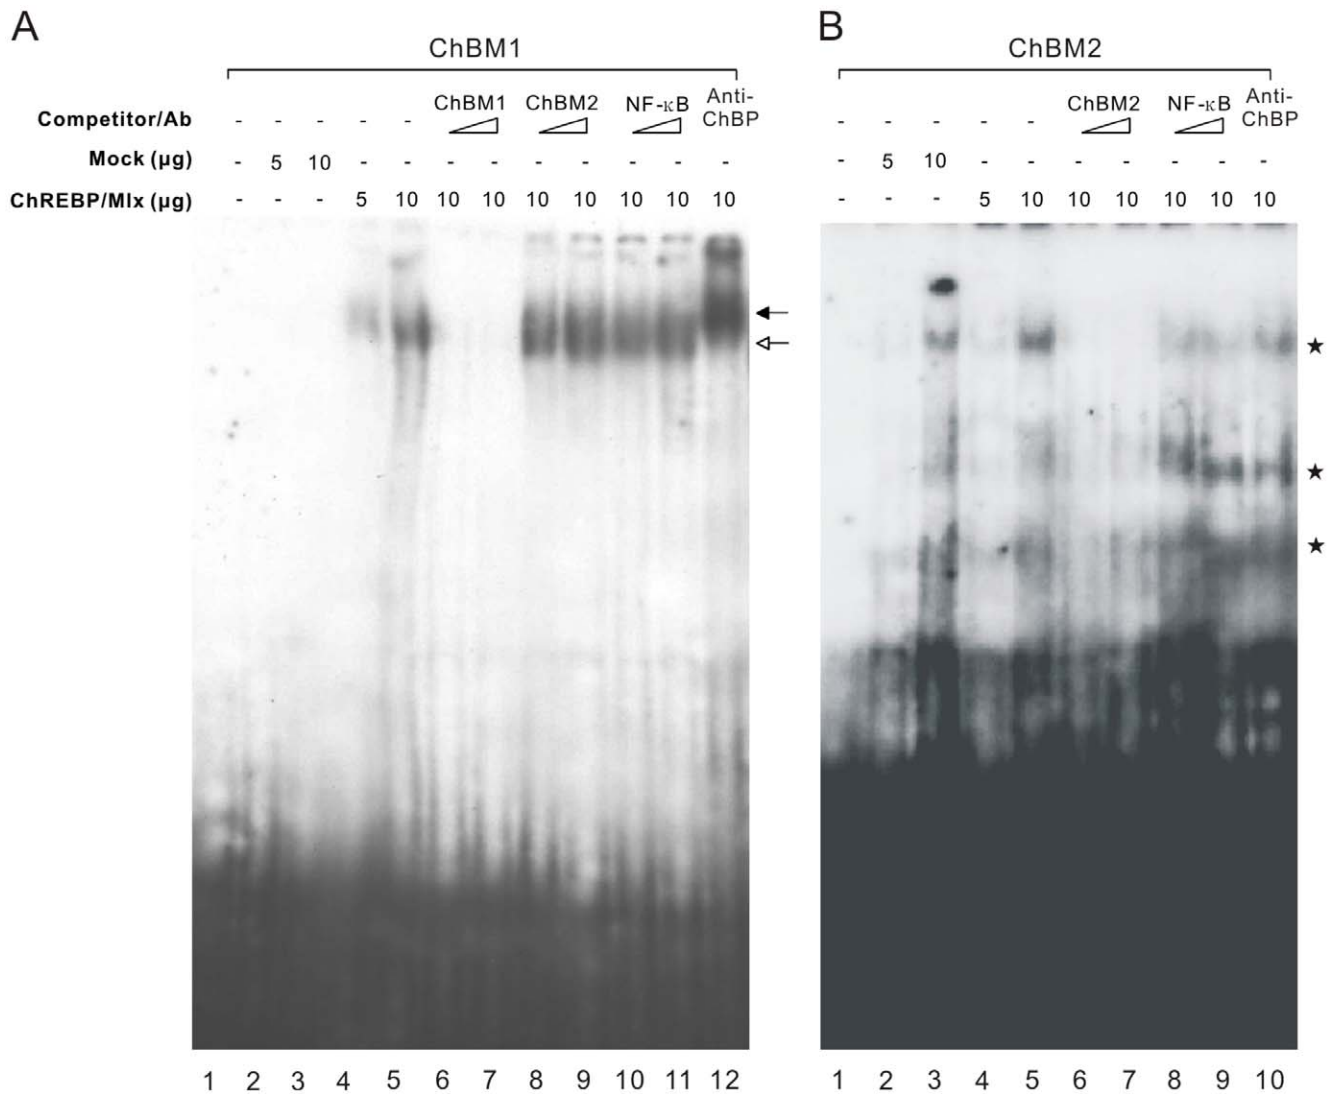 A
B
ChBM1
ChBM2
Competitor/Ab - - - - - ChBM1 ChBM2 NF-κB Anti-ChBP
- - - - - ChBM2 NF-κB Anti-ChBP
Mock (µg) - 5 10 - - - - - - - - -
- 5 10 - - - - - - -
ChREBP/Mlx (µg) - - - 5 10 10 10 10 10 10 10 10
- - - 5 10 10 10 10 10 10
1 2 3 4 5 6 7 8 9 10 11 12
1 2 3 4 5 6 7 8 9 10